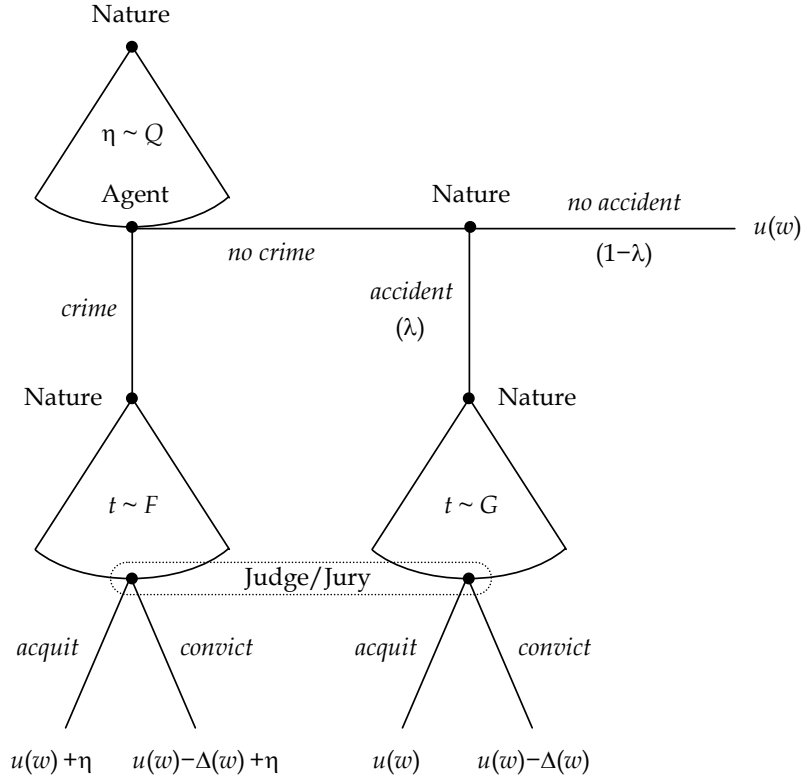 Nature
η ~ Q
Agent
Nature
no accident
u(w)
no crime
(1−λ)
crime
accident
(λ)
Nature
Nature
t ~ F
t ~ G
Judge/Jury
acquit
convict
acquit
convict
u(w) +η
u(w)−Δ(w) +η
u(w)
u(w)−Δ(w)